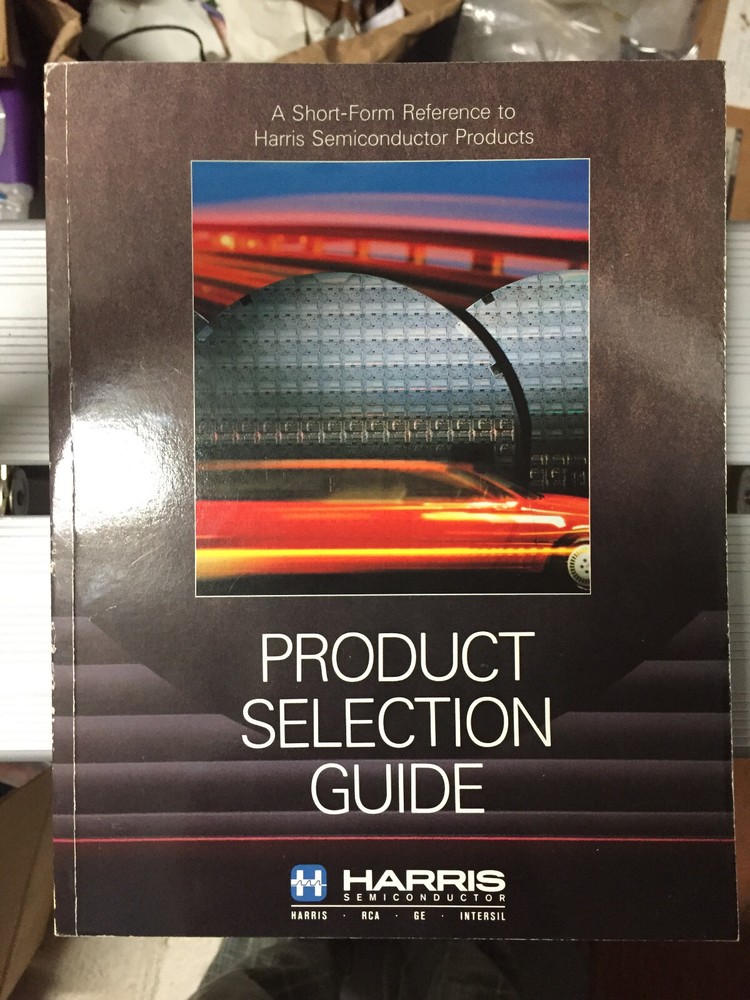 A Short-Form Reference to
Harris Semiconductor Products
PRODUCT
SELECTION
GUIDE
HARRIS
SEMICONDUCTOR
HARRIS · RCA · GE · INTERSIL